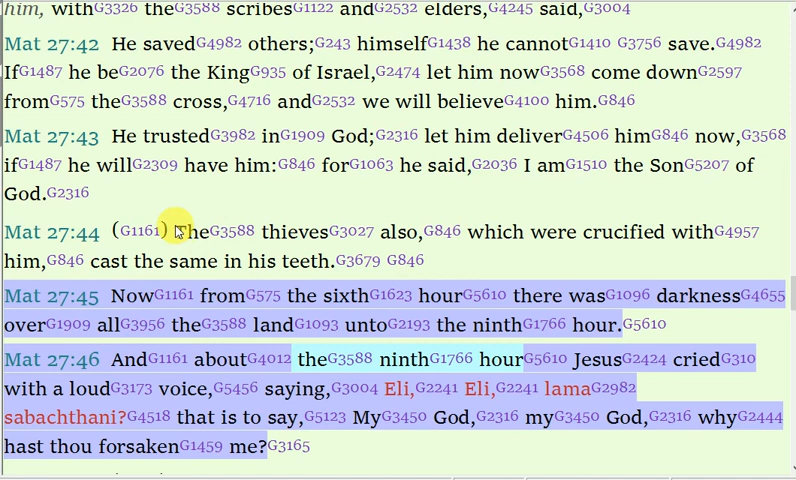 him, withG3326 theG3588 scribesG1122 andG2532 elders,G4245 said,G3004
Mat 27:42 He savedG4982 others;G243 himselfG1438 he cannotG1410 G3756 save.G4982
IfG1487 he beG2076 the KingG935 of Israel,G2474 let him nowG3568 come downG2597
fromG575 theG3588 cross,G4716 andG2532 we will believeG4100 him.G846
Mat 27:43 He trustedG3982 inG1909 God;G2316 let him deliverG4506 himG846 now,G3568
ifG1487 he willG2309 have him:G846 forG1063 he said,G2036 I amG1510 the SonG5207 of
God.G2316
Mat 27:44 (G1161) TheG3588 thievesG3027 also,G846 which were crucified withG4957
him,G846 cast the same in his teeth.G3679 G846
Mat 27:45 NowG1161 fromG575 the sixthG1623 hourG5610 there wasG1096 darknessG4655
overG1909 allG3956 theG3588 landG1093 untoG2193 the ninthG1766 hour.G5610
Mat 27:46 AndG1161 aboutG4012 theG3588 ninthG1766 hourG5610 JesusG2424 criedG310
with a loudG3173 voice,G5456 saying,G3004 Eli,G2241 Eli,G2241 lamaG2982
sabachthani?G4518 that is to say,G5123 MyG3450 God,G2316 myG3450 God,G2316 whyG2444
hast thou forsakenG1459 me?G3165